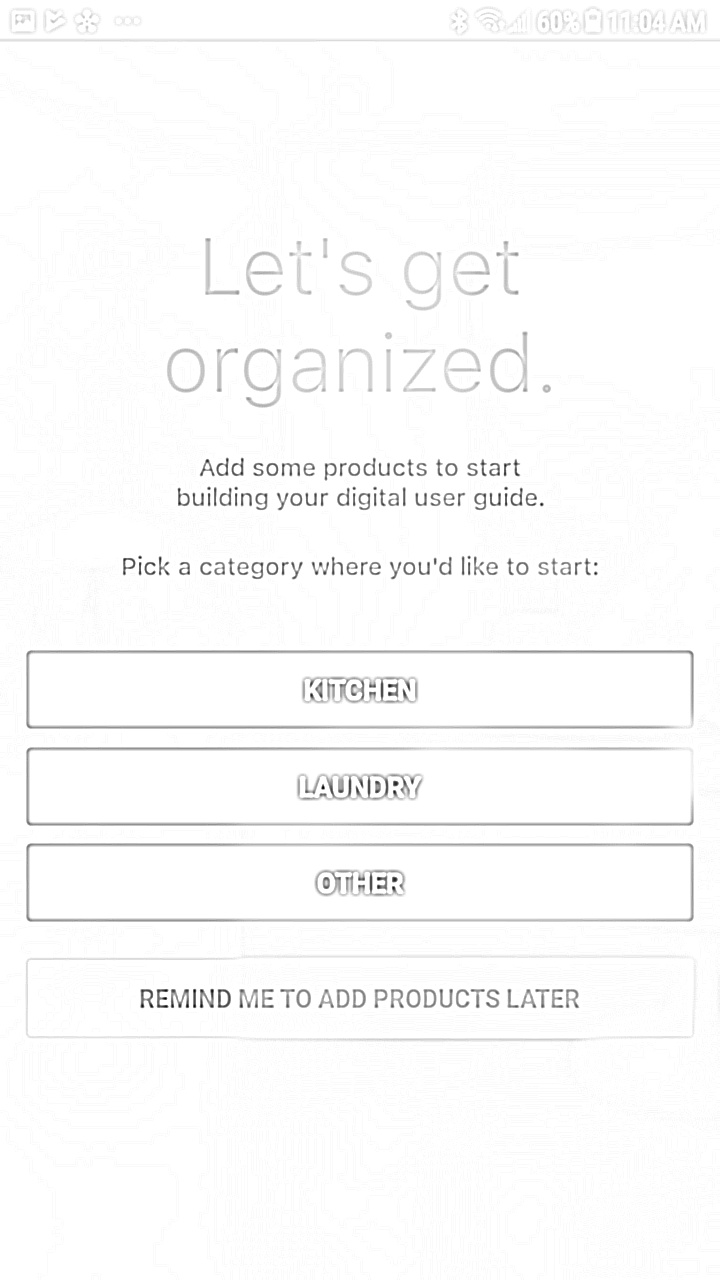 60% 11:04 AM
Let's get
organized.
Add some products to start
building your digital user guide.
Pick a category where you'd like to start:
KITCHEN
LAUNDRY
OTHER
REMIND ME TO ADD PRODUCTS LATER